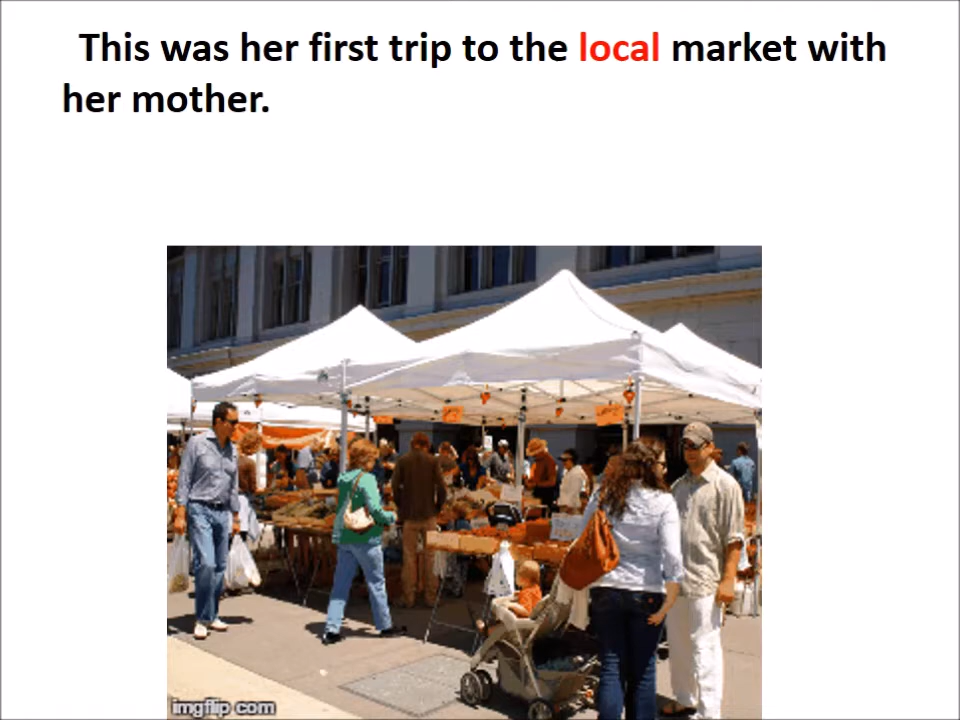 This was her first trip to the local market with
her mother.
imgflip.com